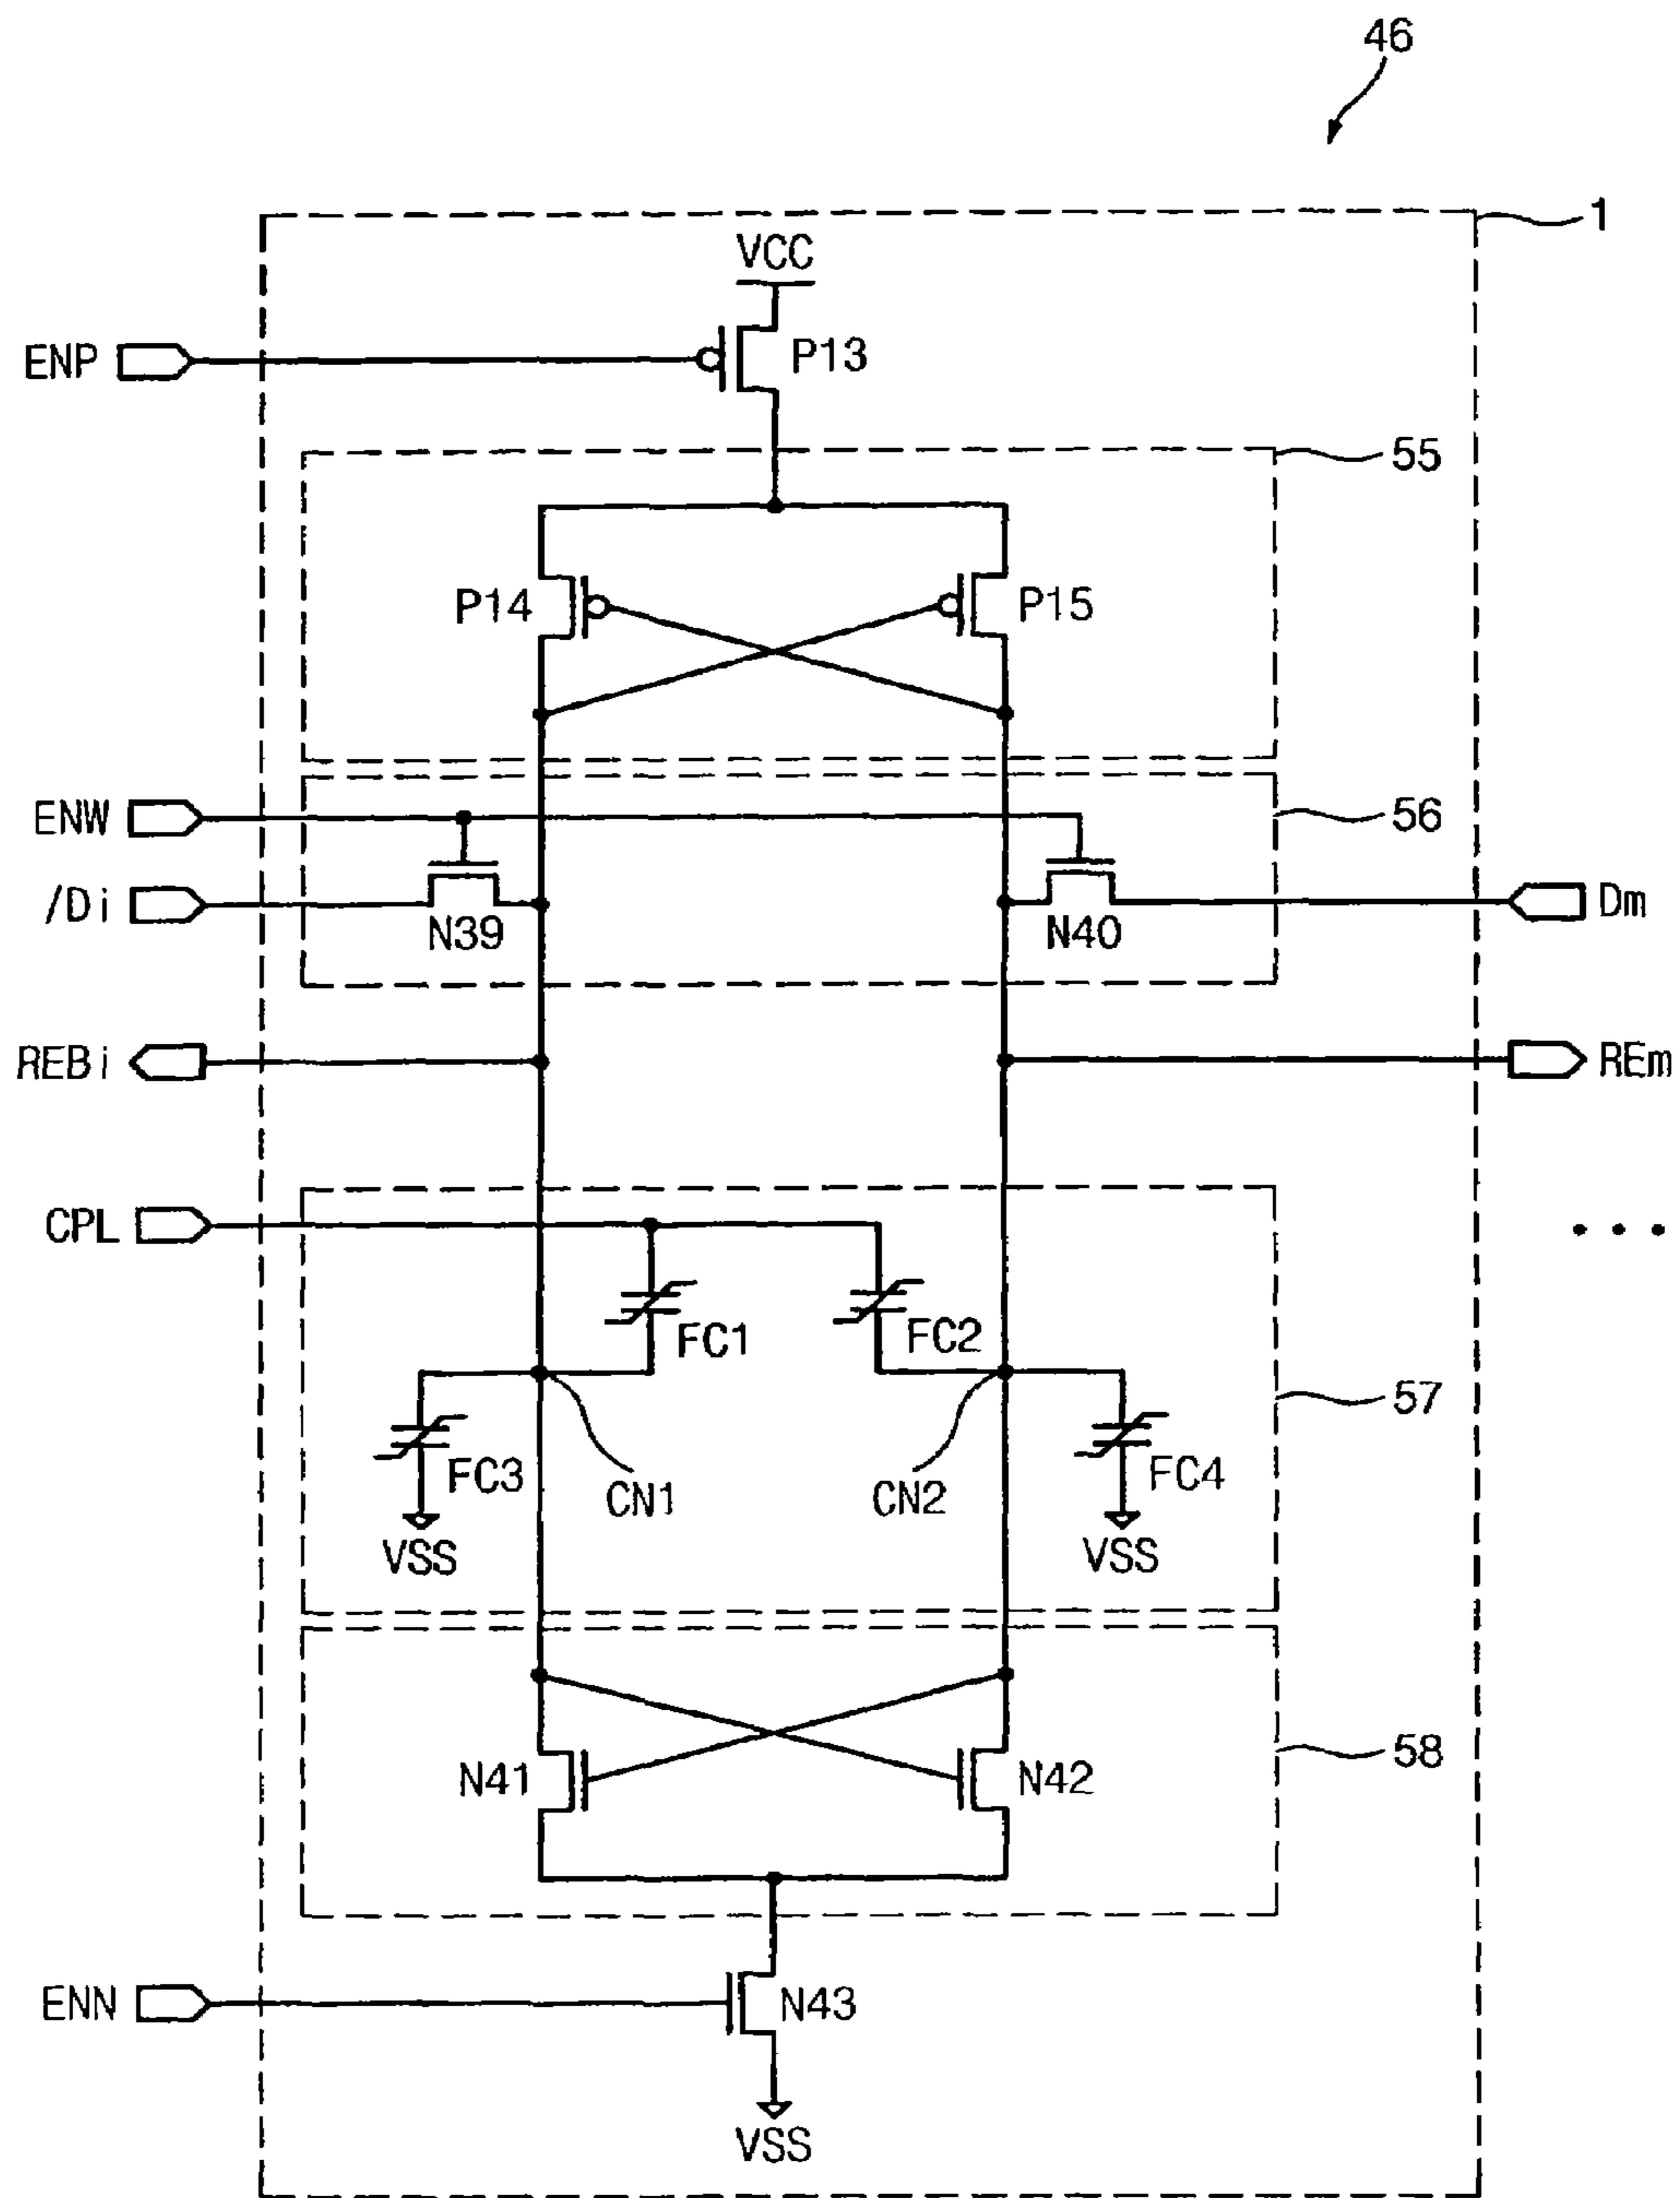 46
1
VCC
ENP
P13
55
P14
P15
ENW
56
/Di
N39
N40
Dm
REBi
REm
CPL
. . .
FC1
FC2
57
FC3
CN1
CN2
FC4
VSS
VSS
N41
N42
58
ENN
N43
VSS